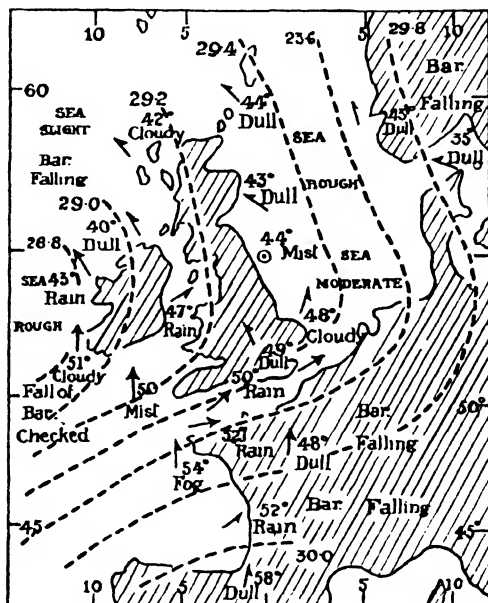 10 5 5 10
29.4 23.6 29.8
60
29.2
44° Dull
Bar. Falling
SEA SLIGHT
42° Cloudy
43° Dull
35° Dull
Bar. Falling
SEA ROUGH
43° Dull
29.0
40° Dull
28.8
44° Mist
SEA MODERATE
SEA ROUGH
43° Rain
47° Rain
48° Cloudy
49° Dull
51° Cloudy
50 Mist
50° Rain
Fall of Bar. Checked
50°
52° Rain
48° Dull
Bar. Falling
54° Fog
52° Rain
Bar. Falling
45
45°
30.0
58° Dull
10 5 5 10